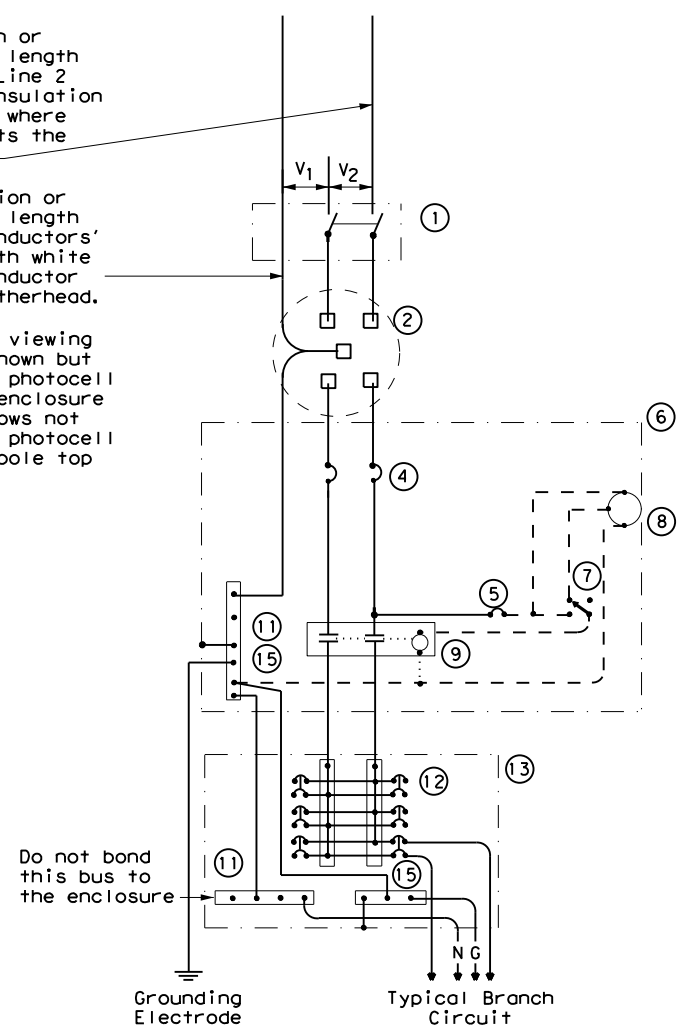 n or
length
Line 2
nsulation
where
ts the
ion or
length
nductors'
th white
nductor
therhead.
viewing
hown but
photocell
enclosure
ows not
photocell
pole top
V1
V2
1
2
4
6
8
5
7
9
11
15
12
13
11
15
Do not bond
this bus to
the enclosure
N G
Grounding
Electrode
Typical Branch
Circuit